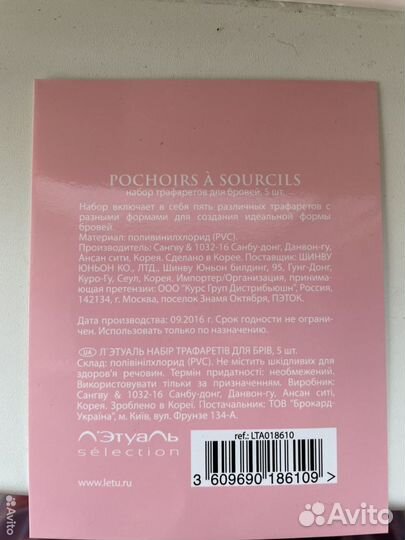 POCHOIRS À SOURCILS
набор трафаретов для бровей, 5 шт.
Набор включает в себя пять различных трафаретов с
разными формами для создания идеальной формы
бровей.
Материал: поливинилхлорид (PVC).
Производитель: Сангву & 1032-16 Санбу-донг, Данвон-гу,
Ансан сити, Корея. Сделано в Корее. Поставщик: ШИНВУ
ЮНЬОН КО., ЛТД., Шинву Юньон билдинг, 95, Гунг-Донг,
Куро-Гу, Сеул, Корея. Импортер/Организация, принима-
ющая претензии: ООО "Курс Груп Дистрибьюшн", Россия,
142134, г. Москва, поселок Знамя Октября, ПЭТОК.
Дата производства: 09.2016 г. Срок годности не ограни-
чен. Использовать только по назначению.
UA Л´ЭТУАЛЬ НАБІР ТРАФАРЕТІВ ДЛЯ БРІВ, 5 шт.
Склад: полівінілхлорид (PVC). Не містить шкідливих для
здоров'я речовин. Термін придатності: необмежений.
Використовувати тільки за призначенням. Виробник:
Сангву & 1032-16 Санбу-донг, Данвон-гу, Ансан ситі,
Корея. Зроблено в Кореї. Постачальник: ТОВ "Брокард-
Україна", м. Київ, вул. Фрунзе 134-А.
Л'Этуаль
sélection
www.letu.ru
ref.: LTA018610
3 609690 186109 >
Avito
Avito